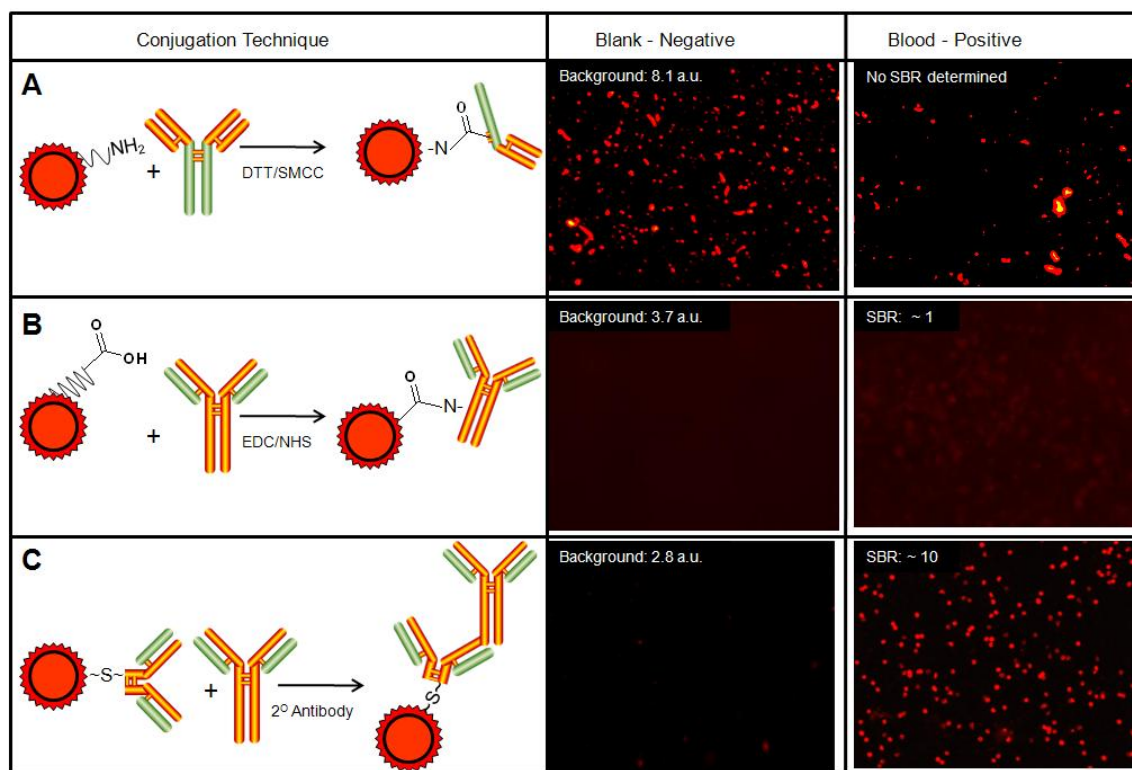 Conjugation Technique
Blank - Negative
Blood - Positive
A
NH2
+
DTT/SMCC
O
-N
Background: 8.1 a.u.
No SBR determined
B
O
OH
+
EDC/NHS
O
N-
Background: 3.7 a.u.
SBR: ~ 1
C
~S~
+
2O Antibody
~S~
Background: 2.8 a.u.
SBR: ~ 10